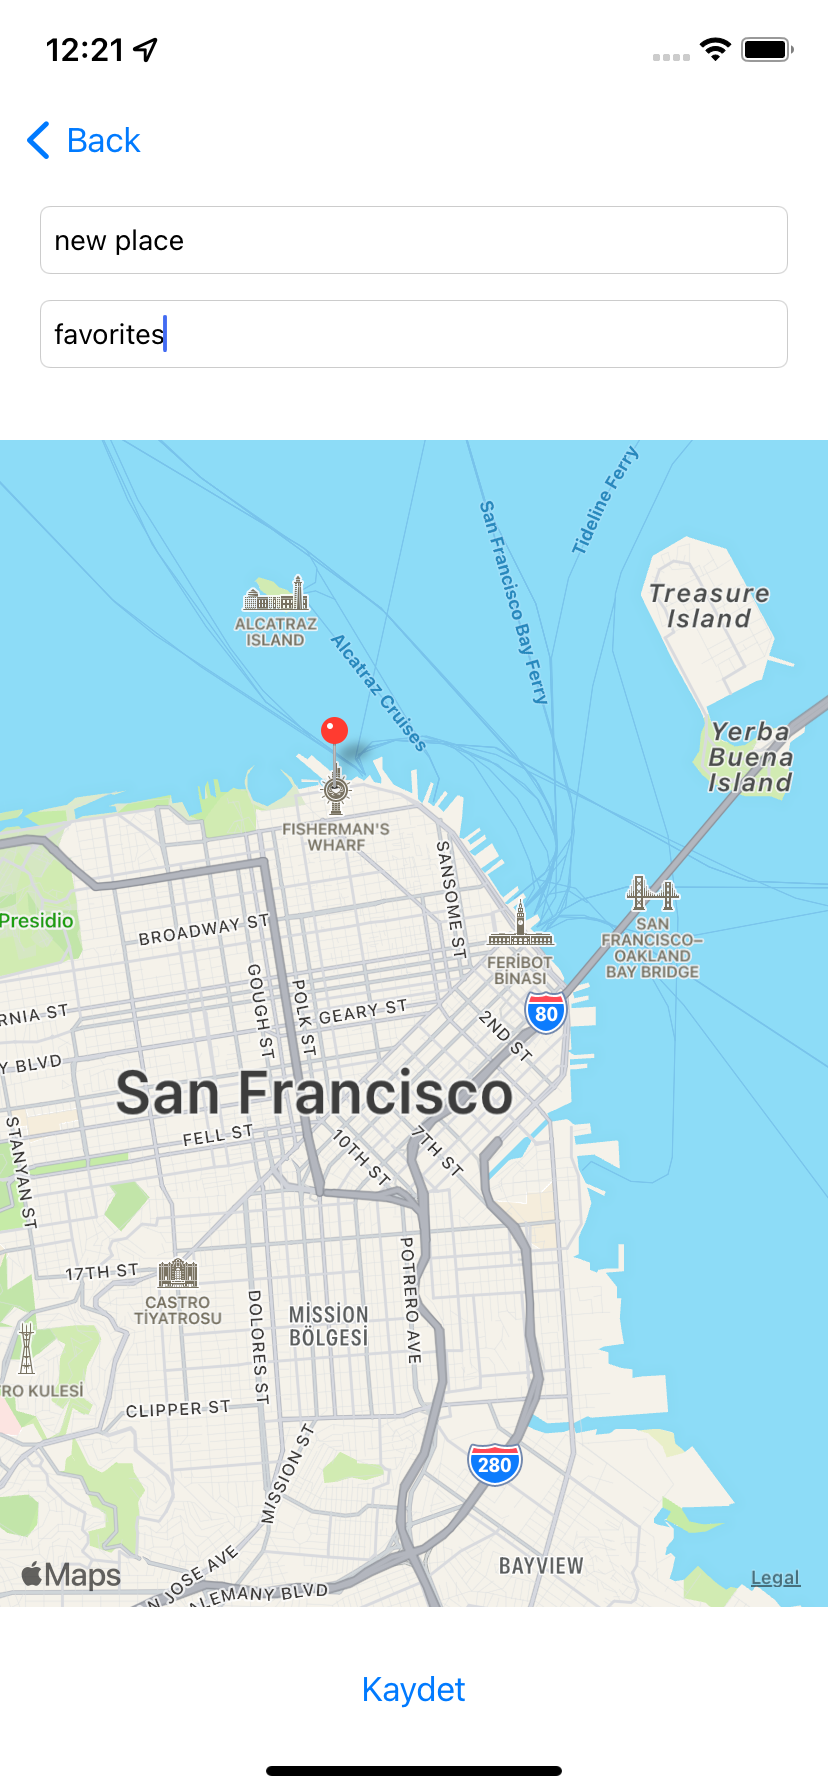 12:21
Back
new place
favorites
Tideline Ferry
San Francisco Bay Ferry
Treasure
Island
ALCATRAZ
ISLAND
Alcatraz Cruises
Yerba
Buena
Island
FISHERMAN'S
WHARF
SANSOME ST
Presidio
BROADWAY ST
SAN
FRANCISCO–
OAKLAND
BAY BRIDGE
FERİBOT
BİNASI
GOUGH ST
POLK ST
GEARY ST
RNIA ST
80
2ND ST
Y BLVD
San Francisco
STANYAN ST
FELL ST
10TH ST
7TH ST
17TH ST
POTRERO AVE
CASTRO
TİYATROSU
DOLORES ST
MİSSİON
BÖLGESİ
RO KULESİ
CLIPPER ST
MISSION ST
280
BAYVIEW
Maps
N JOSE AVE
ALEMANY BLVD
Legal
Kaydet